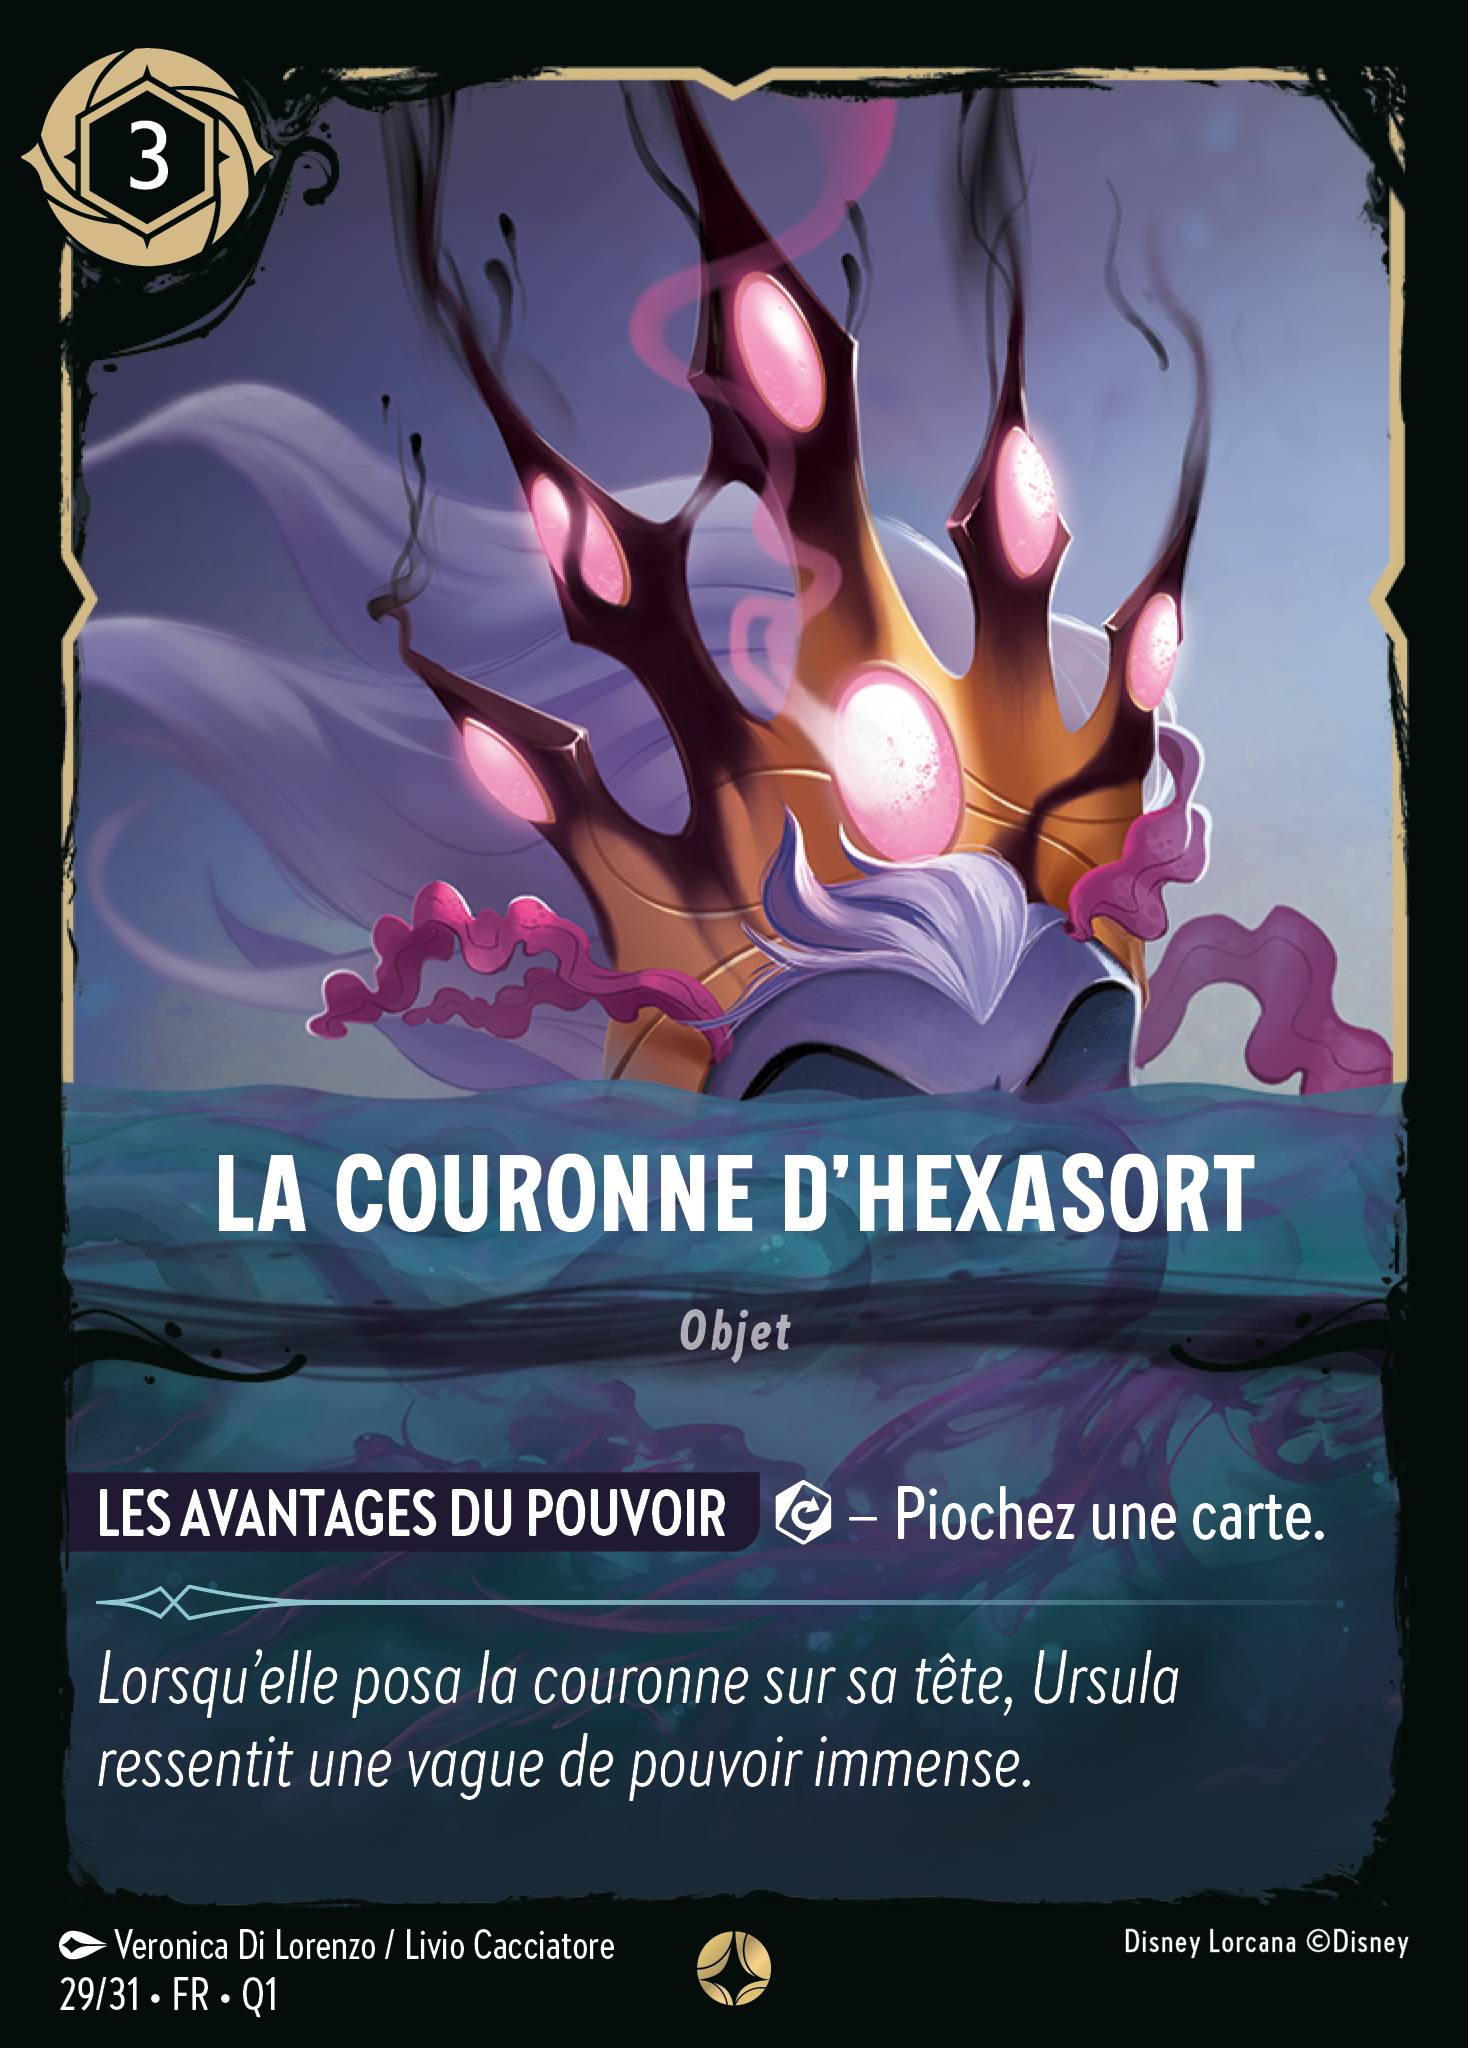 3
LA COURONNE D’HEXASORT
Objet
LES AVANTAGES DU POUVOIR – Piochez une carte.
Lorsqu’elle posa la couronne sur sa tête, Ursula
ressentit une vague de pouvoir immense.
Veronica Di Lorenzo / Livio Cacciatore
Disney Lorcana ©Disney
29/31 • FR • Q1